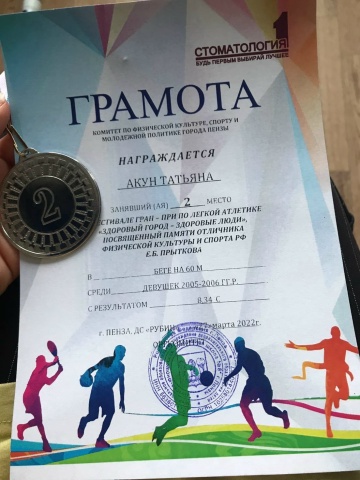 СТОМАТОЛОГИЯ 1
БУДЬ ПЕРВЫМ ВЫБИРАЙ ЛУЧШЕЕ
ГРАМОТА
КОМИТЕТ ПО ФИЗИЧЕСКОЙ КУЛЬТУРЕ, СПОРТУ И
МОЛОДЕЖНОЙ ПОЛИТИКЕ ГОРОДА ПЕНЗЫ
НАГРАЖДАЕТСЯ
АКУН ТАТЬЯНА
ЗАНЯВШИЙ (АЯ) 2 МЕСТО
2
СТИВАЛЕ ГРАН – ПРИ ПО ЛЕГКОЙ АТЛЕТИКЕ
«ЗДОРОВЫЙ ГОРОД – ЗДОРОВЫЕ ЛЮДИ»,
ПОСВЯЩЕННЫЙ ПАМЯТИ ОТЛИЧНИКА
ФИЗИЧЕСКОЙ КУЛЬТУРЫ И СПОРТА РФ
Е.Б. ПРЫТКОВА
В БЕГЕ НА 60 М
СРЕДИ ДЕВУШЕК 2005-2006 ГГ.Р.
С РЕЗУЛЬТАТОМ 8,34 С
г. ПЕНЗА, ДС «РУБИН марта 2022г.